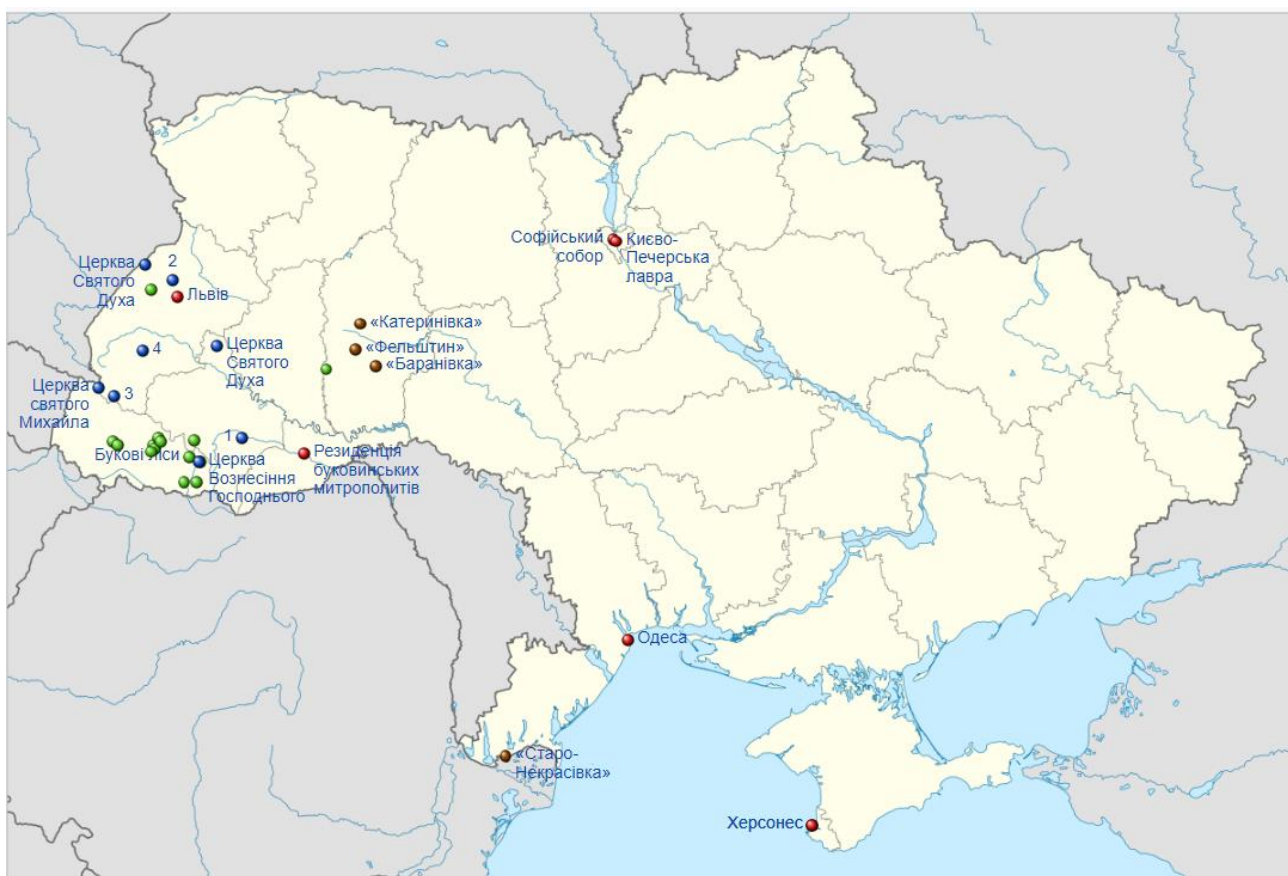 Софійський
собор
Києво-
Печерська
лавра
Церква
Святого
Духа
2
Львів
«Катеринівка»
«Фельштин»
«Баранівка»
4
Церква
Святого
Духа
Церква
святого
Михайла
3
1
Букові ліси
Церква
Вознесіння
Господнього
Резиденція
буковинських
митрополитів
Одеса
«Старо-
Некрасівка»
Херсонес